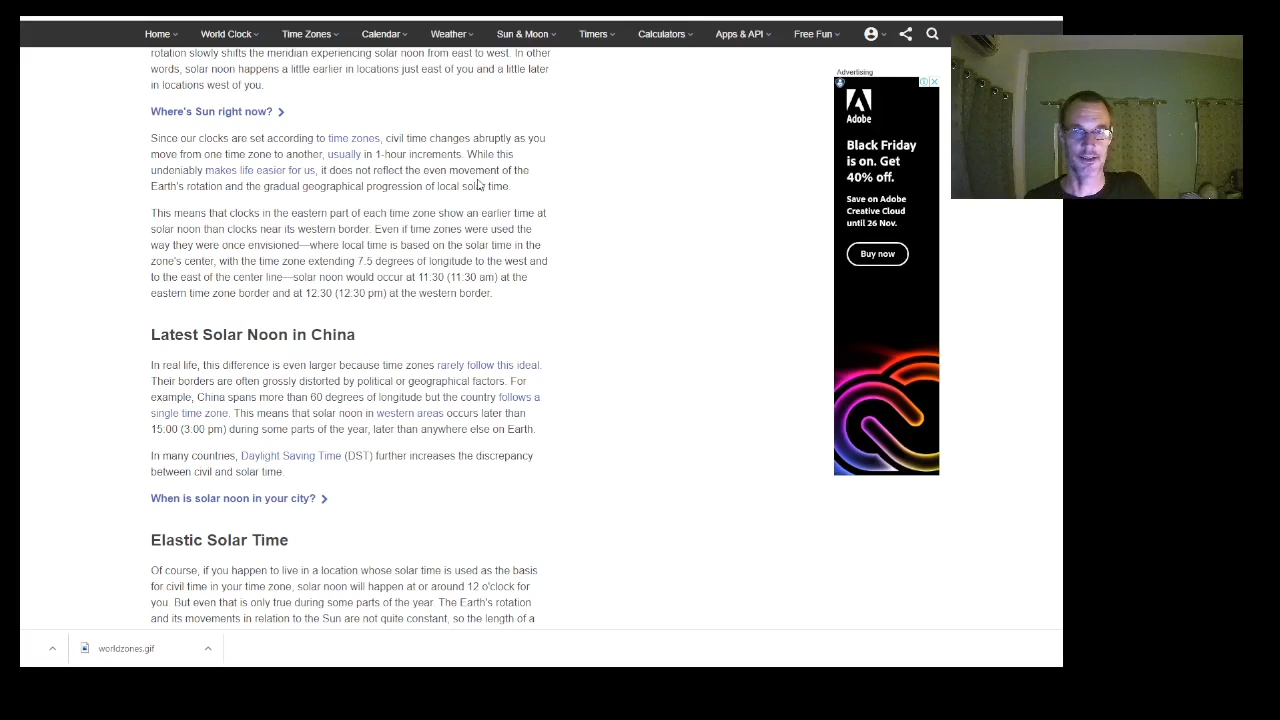 Home
World Clock
Time Zones
Calendar
Weather
Sun & Moon
Timers
Calculators
Apps & API
Free Fun
rotation slowly shifts the meridian experiencing solar noon from east to west. In other
words, solar noon happens a little earlier in locations just east of you and a little later
in locations west of you.
Where's Sun right now?
Since our clocks are set according to time zones, civil time changes abruptly as you
move from one time zone to another, usually in 1-hour increments. While this
undeniably makes life easier for us, it does not reflect the even movement of the
Earth's rotation and the gradual geographical progression of local solar time.
This means that clocks in the eastern part of each time zone show an earlier time at
solar noon than clocks near its western border. Even if time zones were used the
way they were once envisioned—where local time is based on the solar time in the
zone's center, with the time zone extending 7.5 degrees of longitude to the west and
to the east of the center line—solar noon would occur at 11:30 (11:30 am) at the
eastern time zone border and at 12:30 (12:30 pm) at the western border.
Latest Solar Noon in China
In real life, this difference is even larger because time zones rarely follow this ideal.
Their borders are often grossly distorted by political or geographical factors. For
example, China spans more than 60 degrees of longitude but the country follows a
single time zone. This means that solar noon in western areas occurs later than
15:00 (3:00 pm) during some parts of the year, later than anywhere else on Earth.
In many countries, Daylight Saving Time (DST) further increases the discrepancy
between civil and solar time.
When is solar noon in your city?
Elastic Solar Time
Of course, if you happen to live in a location whose solar time is used as the basis
for civil time in your time zone, solar noon will happen at or around 12 o'clock for
you. But even that is only true during some parts of the year. The Earth's rotation
and its movements in relation to the Sun are not quite constant, so the length of a
Advertising
Adobe
Black Friday
is on. Get
40% off.
Save on Adobe
Creative Cloud
until 26 Nov.
Buy now
worldzones.gif